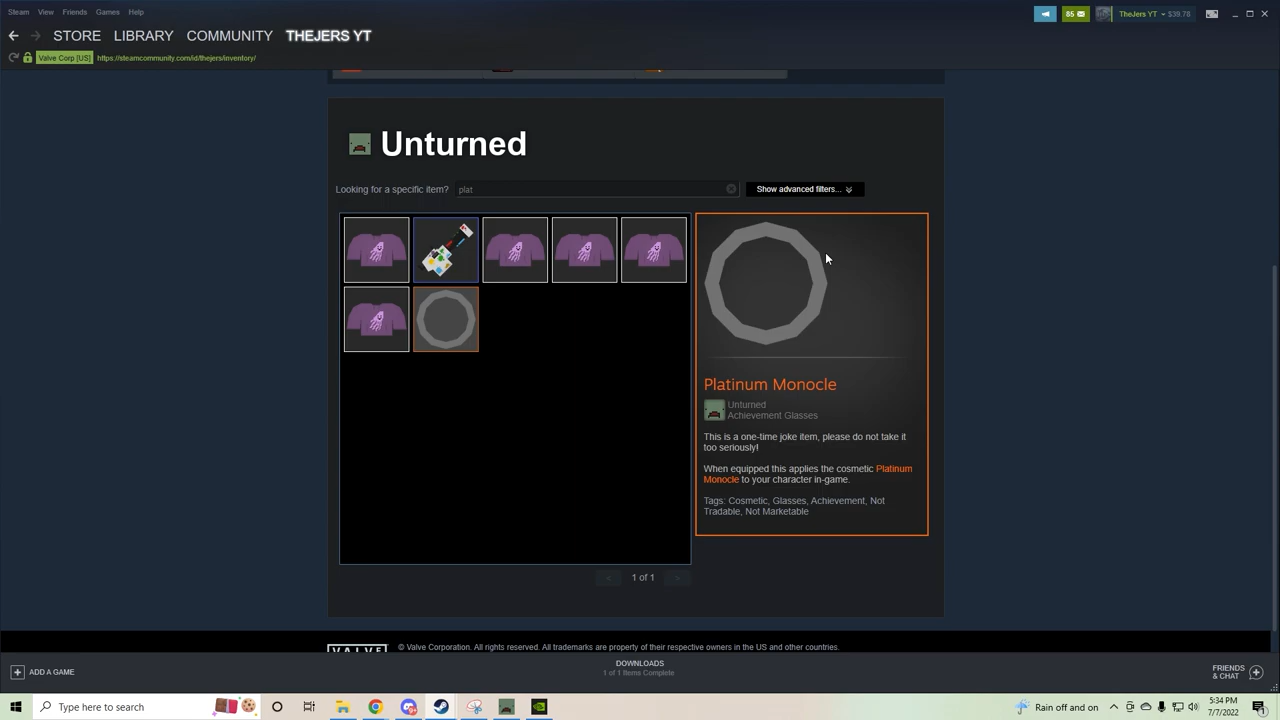 Steam View Friends Games Help
85 TheJers YT $39.78
STORE LIBRARY COMMUNITY THEJERS YT
Valve Corp [US] https://steamcommunity.com/id/thejers/inventory/
Unturned
Looking for a specific item? plat Show advanced filters...
Platinum Monocle
Unturned
Achievement Glasses
This is a one-time joke item, please do not take it
too seriously!
When equipped this applies the cosmetic Platinum
Monocle to your character in-game.
Tags: Cosmetic, Glasses, Achievement, Not
Tradable, Not Marketable
< 1 of 1 >
VALVE © Valve Corporation. All rights reserved. All trademarks are property of their respective owners in the US and other countries.
+ ADD A GAME
DOWNLOADS
1 of 1 Items Complete
FRIENDS
& CHAT +
Type here to search
Rain off and on
5:34 PM
7/7/2022